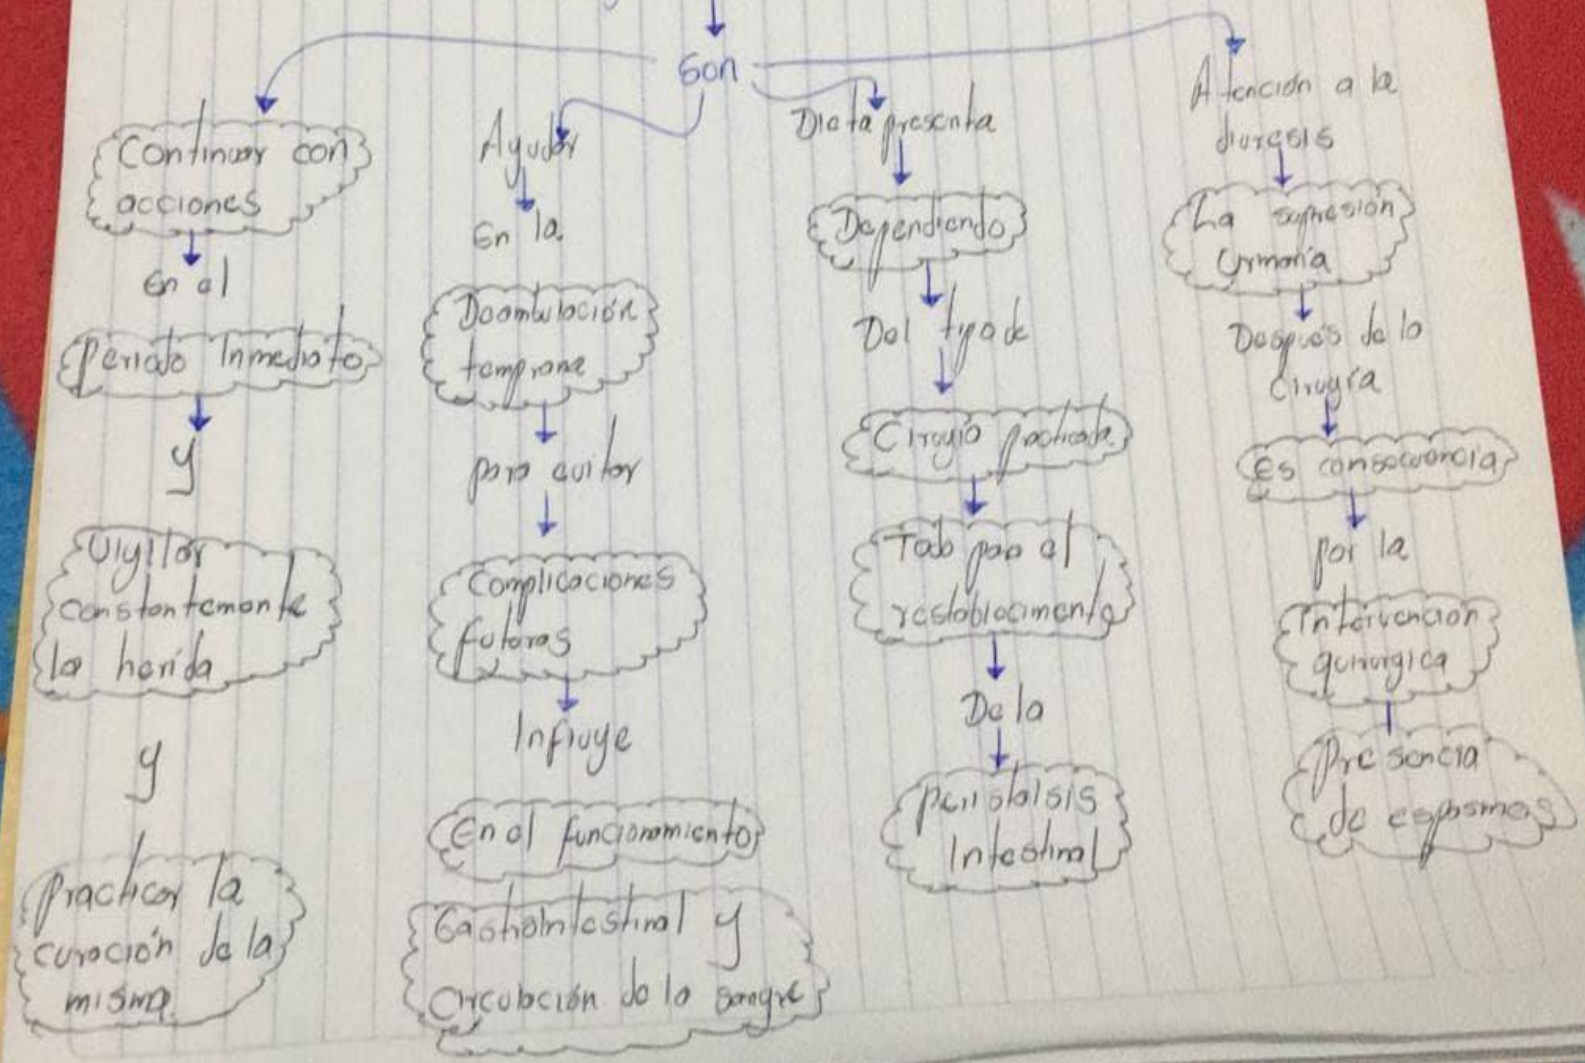 Son
Continuar con
acciones
En el
periodo Inmediato
y
Vigilar
constantemente
la herida
y
practicar la
curación de la
misma
Ayudar
En la
Deambulación
temprana
para evitar
Complicaciones
futuras
Influye
En el funcionamiento
Gastrointestinal y
Circulación de la sangre
Dieta presenta
Dependiendo
Del tipo de
Cirugía practicada
Todo para el
restablecimiento
De la
peristalsis
Intestinal
Atención a la
diuresis
La supresión
Urinaria
Después de la
Cirugía
es consecuencia
por la
Intervención
quirurgica
Presencia
de espasmos